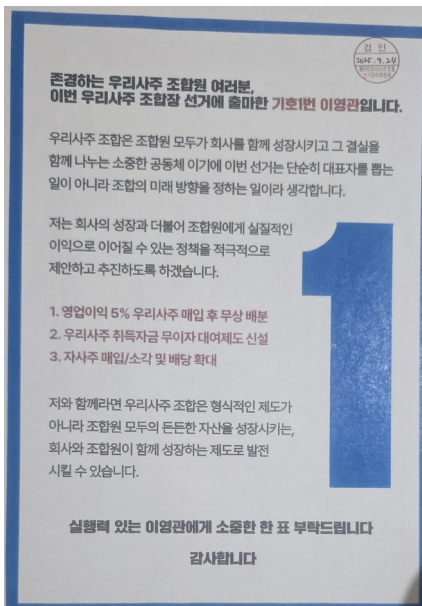 검 인
2025. 9. 24
존경하는 우리사주 조합원 여러분,
이번 우리사주 조합장 선거에 출마한 기호1번 이영관입니다.
우리사주 조합은 조합원 모두가 회사를 함께 성장시키고 그 결실을
함께 나누는 소중한 공동체 이기에 이번 선거는 단순히 대표자를 뽑는
일이 아니라 조합의 미래 방향을 정하는 일이라 생각합니다.
저는 회사의 성장과 더불어 조합원에게 실질적인
이익으로 이어질 수 있는 정책을 적극적으로
제안하고 추진하도록 하겠습니다.
1. 영업이익 5% 우리사주 매입 후 무상 배분
2. 우리사주 취득자금 무이자 대여제도 신설
3. 자사주 매입/소각 및 배당 확대
1
저와 함께라면 우리사주 조합은 형식적인 제도가
아니라 조합원 모두의 든든한 자산을 성장시키는,
회사와 조합원이 함께 성장하는 제도로 발전
시킬 수 있습니다.
실행력 있는 이영관에게 소중한 한 표 부탁드립니다
감사합니다